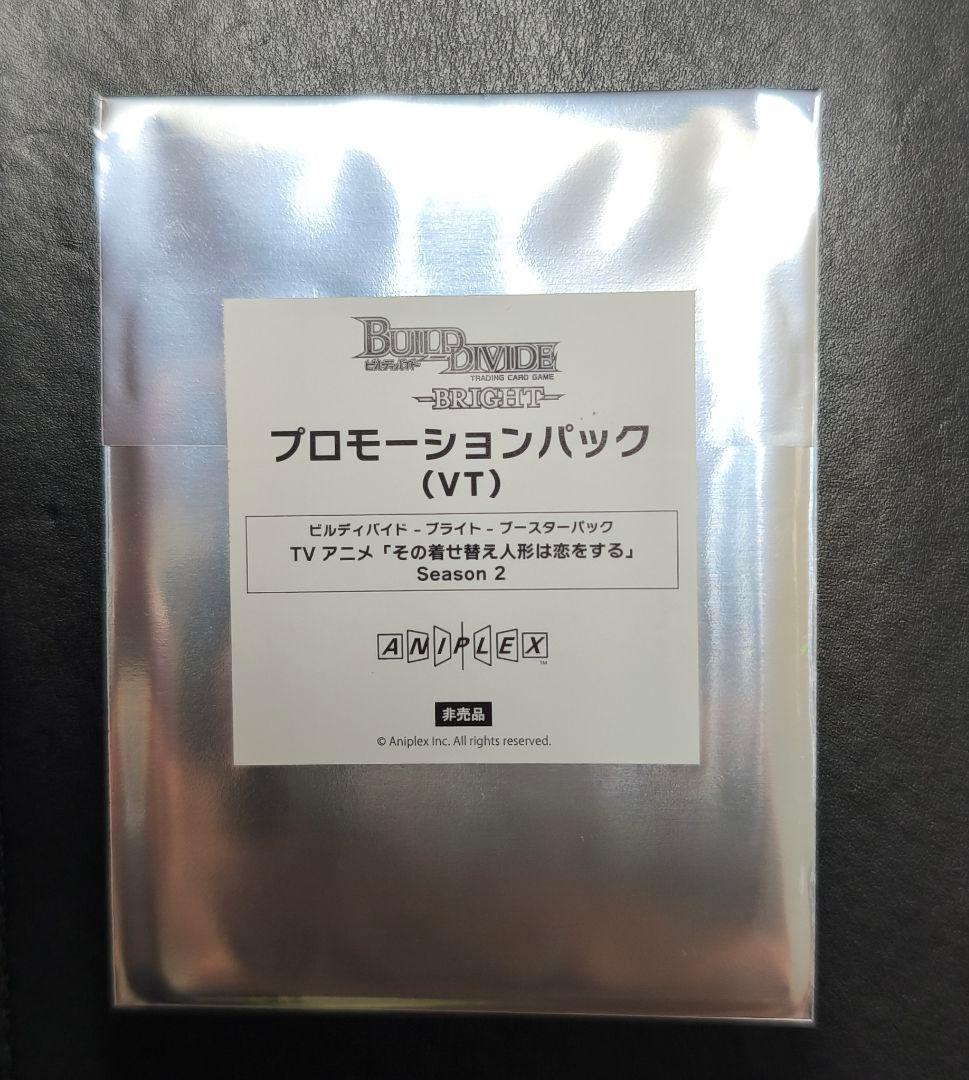 BUILD DIVIDE
ビルディバイド
TRADING CARD GAME
-BRIGHT-
プロモーションパック
(VT)
ビルディバイド – ブライト – ブースターパック
TV アニメ「その着せ替え人形は恋をする」
Season 2
ANIPLEX™
非売品
© Aniplex Inc. All rights reserved.